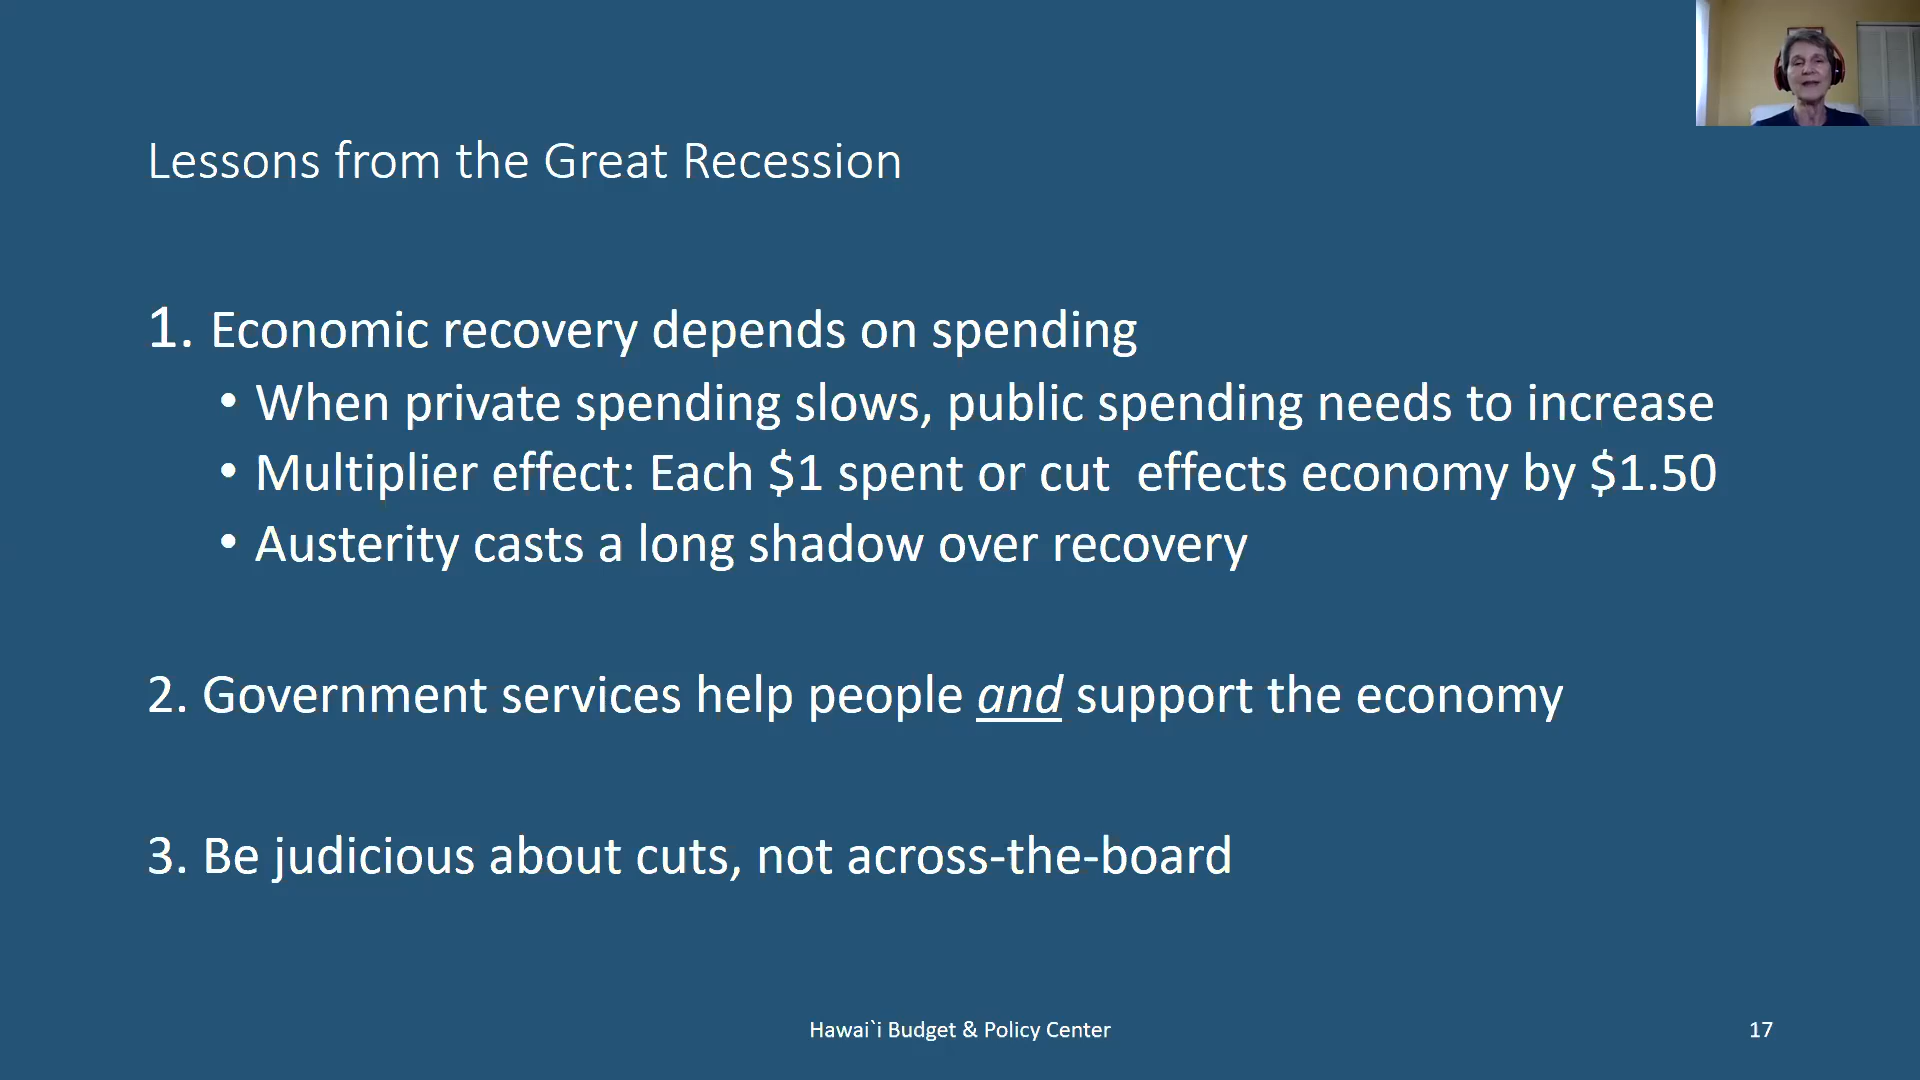 Lessons from the Great Recession
1. Economic recovery depends on spending
• When private spending slows, public spending needs to increase
• Multiplier effect: Each $1 spent or cut  effects economy by $1.50
• Austerity casts a long shadow over recovery
2. Government services help people and support the economy
3. Be judicious about cuts, not across-the-board
Hawai`i Budget & Policy Center
17